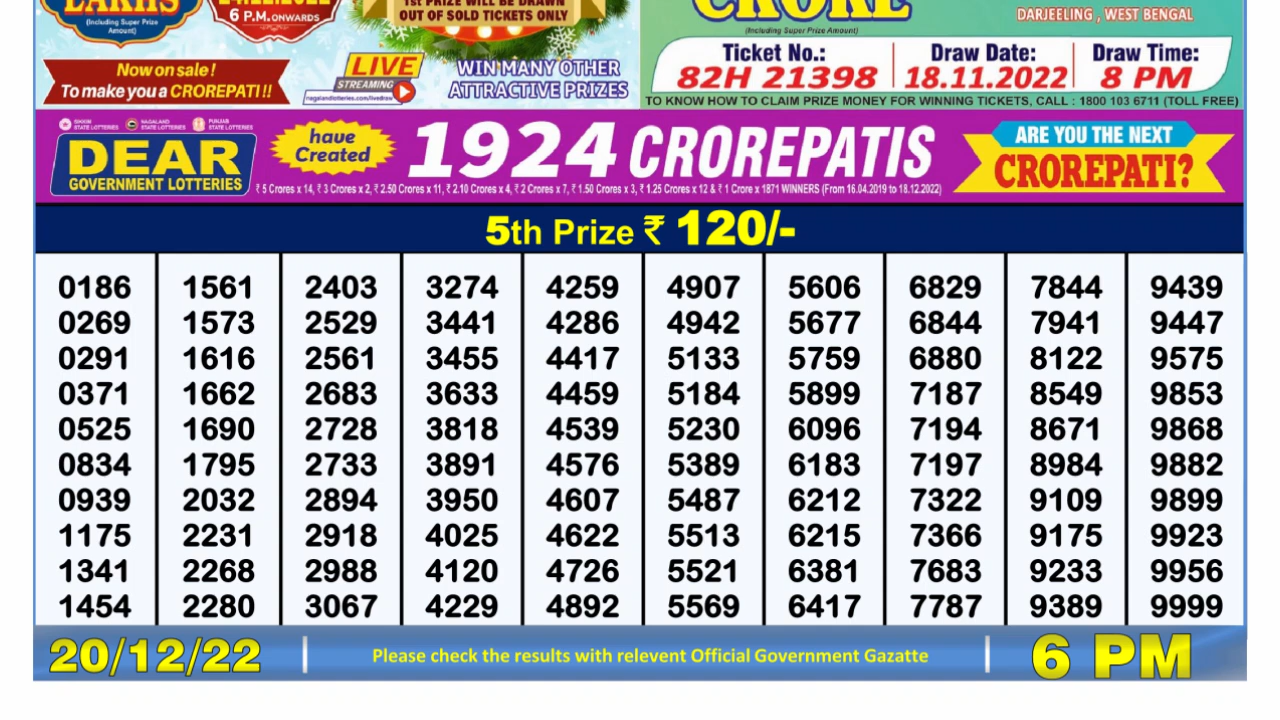 LAKHS
(Including Super Prize
Amount)
6 P.M. ONWARDS
1ST PRIZE WILL BE DRAWN
OUT OF SOLD TICKETS ONLY
Now on sale!
To make you a CROREPATI!!
LIVE
STREAMING
nagalandlotteries.com/livedraw
WIN MANY OTHER
ATTRACTIVE PRIZES
CRORE
(Including Super Prize Amount)
DARJEELING, WEST BENGAL
Ticket No.: Draw Date: Draw Time:
82H 21398 18.11.2022 8 PM
TO KNOW HOW TO CLAIM PRIZE MONEY FOR WINNING TICKETS, CALL : 1800 103 6711 (TOLL FREE)
SIKKIM STATE LOTTERIES NAGALAND STATE LOTTERIES PUNJAB STATE LOTTERIES
DEAR
GOVERNMENT LOTTERIES
have
Created
1924 CROREPATIS
₹ 5 Crores x 14, ₹ 3 Crores x 2, ₹ 2.50 Crores x 11, ₹ 2.10 Crores x 4, ₹ 2 Crores x 7, ₹ 1.50 Crores x 3, ₹ 1.25 Crores x 12 & ₹ 1 Crore x 1871 WINNERS (From 16.04.2019 to 18.12.2022)
ARE YOU THE NEXT
CROREPATI?
5th Prize ₹ 120/-
0186 1561 2403 3274 4259 4907 5606 6829 7844 9439
0269 1573 2529 3441 4286 4942 5677 6844 7941 9447
0291 1616 2561 3455 4417 5133 5759 6880 8122 9575
0371 1662 2683 3633 4459 5184 5899 7187 8549 9853
0525 1690 2728 3818 4539 5230 6096 7194 8671 9868
0834 1795 2733 3891 4576 5389 6183 7197 8984 9882
0939 2032 2894 3950 4607 5487 6212 7322 9109 9899
1175 2231 2918 4025 4622 5513 6215 7366 9175 9923
1341 2268 2988 4120 4726 5521 6381 7683 9233 9956
1454 2280 3067 4229 4892 5569 6417 7787 9389 9999
20/12/22 Please check the results with relevent Official Government Gazatte 6 PM